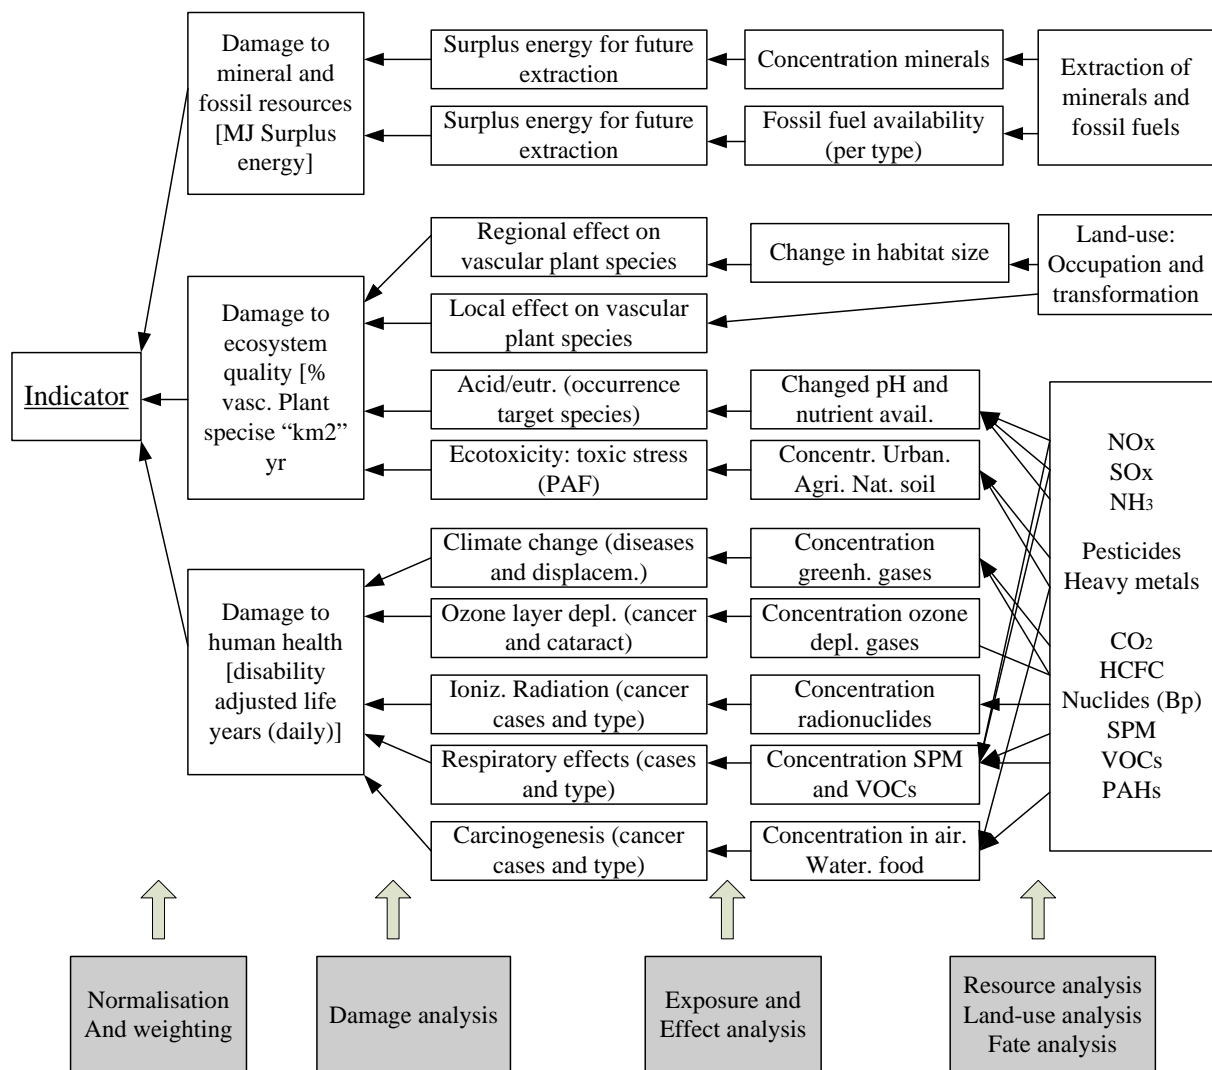 Damage to
mineral and
fossil resources
[MJ Surplus
energy]
Surplus energy for future
extraction
Concentration minerals
Extraction of
minerals and
fossil fuels
Surplus energy for future
extraction
Fossil fuel availability
(per type)
Indicator
Damage to
ecosystem
quality [%
vasc. Plant
specise “km2”
yr
Regional effect on
vascular plant species
Change in habitat size
Land-use:
Occupation and
transformation
Local effect on vascular
plant species
Acid/eutr. (occurrence
target species)
Changed pH and
nutrient avail.
Ecotoxicity: toxic stress
(PAF)
Concentr. Urban.
Agri. Nat. soil
NOx
SOx
NH3
Pesticides
Heavy metals
CO2
HCFC
Nuclides (Bp)
SPM
VOCs
PAHs
Damage to
human health
[disability
adjusted life
years (daily)]
Climate change (diseases
and displacem.)
Concentration
greenh. gases
Ozone layer depl. (cancer
and cataract)
Concentration ozone
depl. gases
Ioniz. Radiation (cancer
cases and type)
Concentration
radionuclides
Respiratory effects (cases
and type)
Concentration SPM
and VOCs
Carcinogenesis (cancer
cases and type)
Concentration in air.
Water. food
Normalisation
And weighting
Damage analysis
Exposure and
Effect analysis
Resource analysis
Land-use analysis
Fate analysis